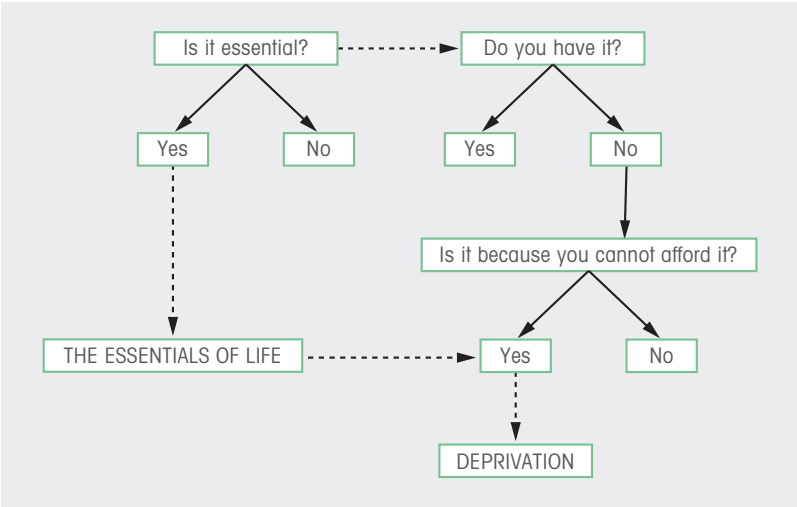 Is it essential?
Do you have it?
Yes
No
Yes
No
Is it because you cannot afford it?
THE ESSENTIALS OF LIFE
Yes
No
DEPRIVATION